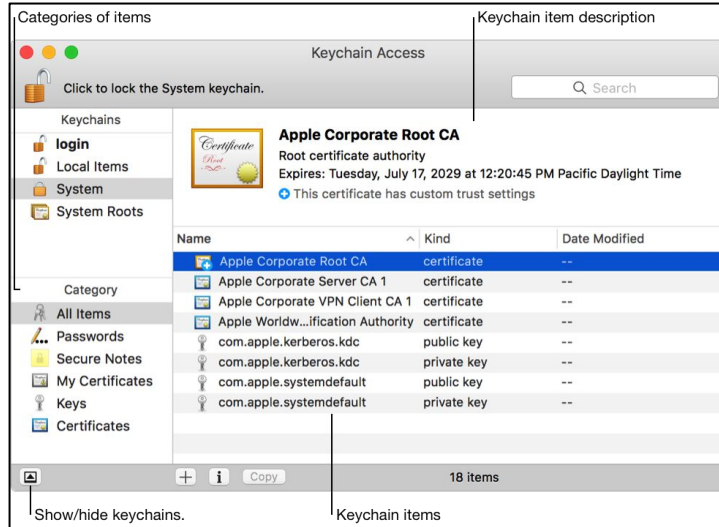 Categories of items
Keychain item description
Keychain Access
Click to lock the System keychain.
Search
Keychains
login
Local Items
System
System Roots
Certificate
Root
Apple Corporate Root CA
Root certificate authority
Expires: Tuesday, July 17, 2029 at 12:20:45 PM Pacific Daylight Time
This certificate has custom trust settings
Name Kind Date Modified
Apple Corporate Root CA certificate --
Apple Corporate Server CA 1 certificate --
Apple Corporate VPN Client CA 1 certificate --
Apple Worldw...ification Authority certificate --
com.apple.kerberos.kdc public key --
com.apple.kerberos.kdc private key --
com.apple.systemdefault public key --
com.apple.systemdefault private key --
Category
All Items
Passwords
Secure Notes
My Certificates
Keys
Certificates
Copy
18 items
Show/hide keychains.
Keychain items